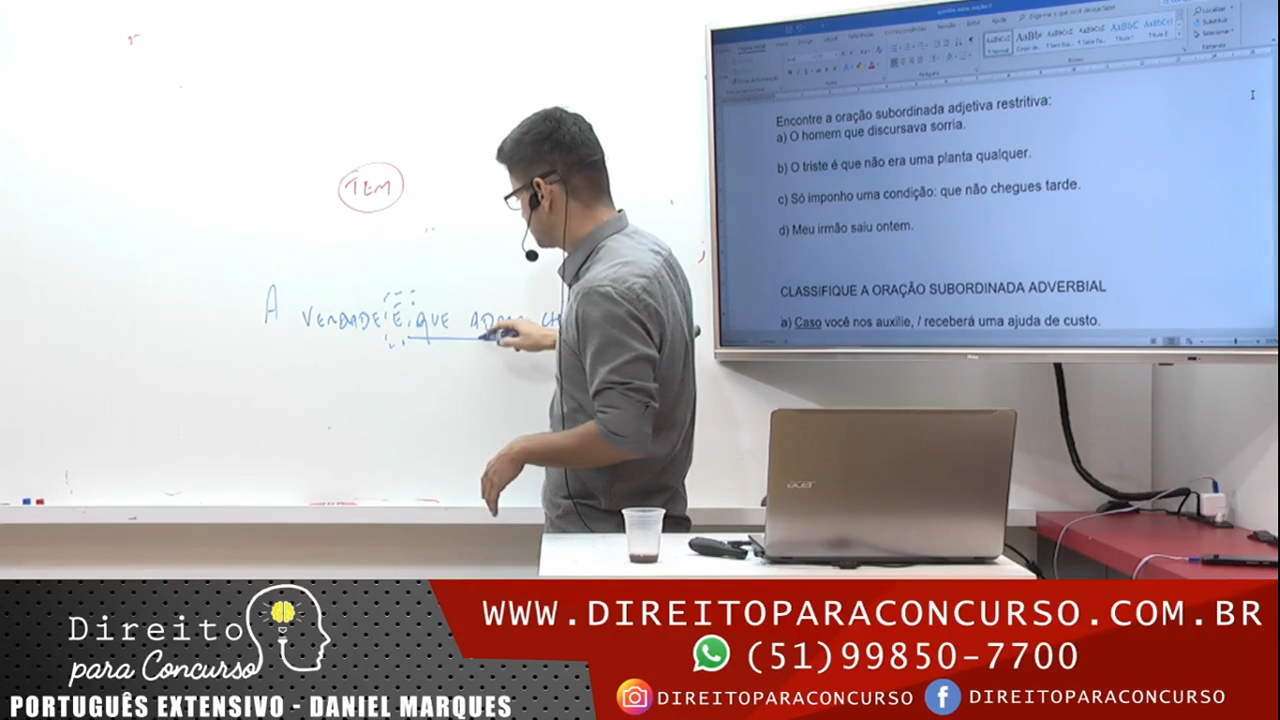 TEM
A VERDADE É QUE
Encontre a oração subordinada adjetiva restritiva:
a) O homem que discursava sorria.
b) O triste é que não era uma planta qualquer.
c) Só imponho uma condição: que não chegues tarde.
d) Meu irmão saiu ontem.
CLASSIFIQUE A ORAÇÃO SUBORDINADA ADVERBIAL
a) Caso você nos auxilie, / receberá uma ajuda de custo.
acer
Direito
para Concurso
PORTUGUÊS EXTENSIVO - DANIEL MARQUES
WWW.DIREITOPARACONCURSO.COM.BR
(51)99850-7700
DIREITOPARACONCURSO
DIREITOPARACONCURSO